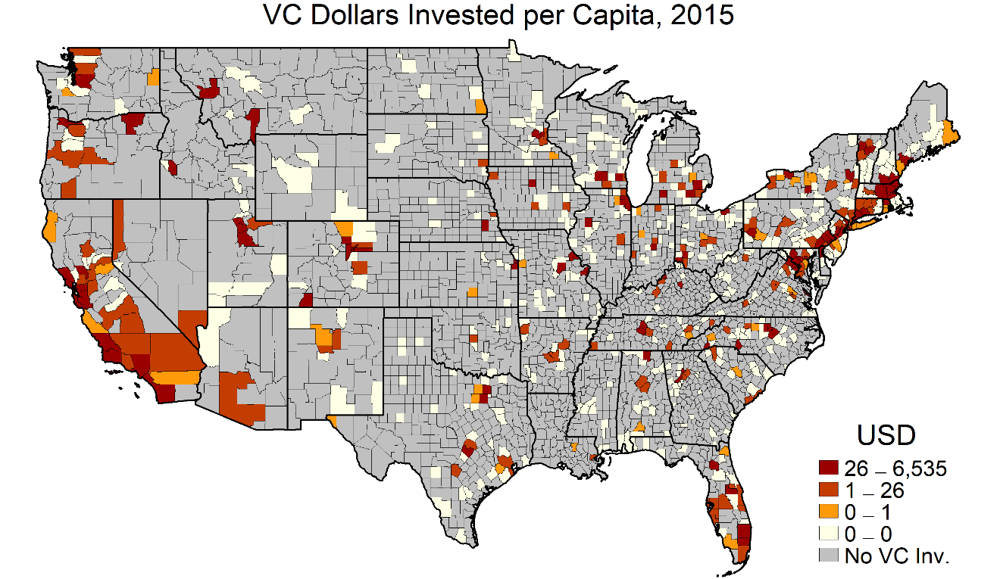 VC Dollars Invested per Capita, 2015
USD
26 – 6,535
1 – 26
0 – 1
0 – 0
No VC Inv.